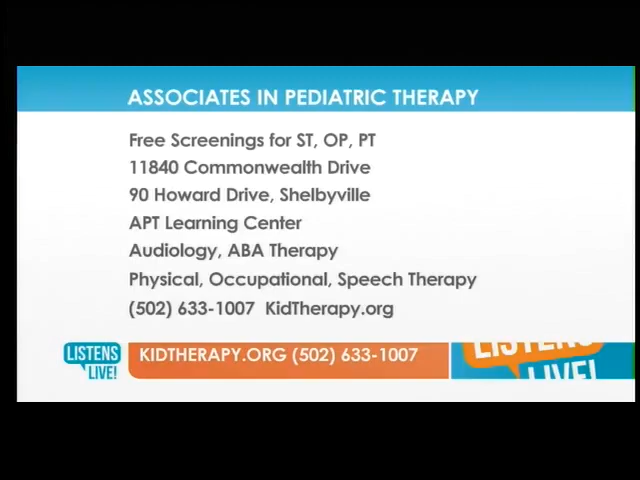 ASSOCIATES IN PEDIATRIC THERAPY
Free Screenings for ST, OP, PT
11840 Commonwealth Drive
90 Howard Drive, Shelbyville
APT Learning Center
Audiology, ABA Therapy
Physical, Occupational, Speech Therapy
(502) 633-1007 KidTherapy.org
LISTENS
LIVE!
KIDTHERAPY.ORG (502) 633-1007
LISTENS
LIVE!